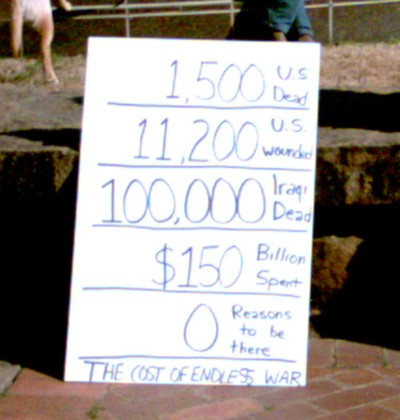 1,500 U.S Dead
11,200 U.S. wounded
100,000 Iraqi Dead
$150 Billion Spent
0 Reasons to be there
THE COST OF ENDLE$$ WAR